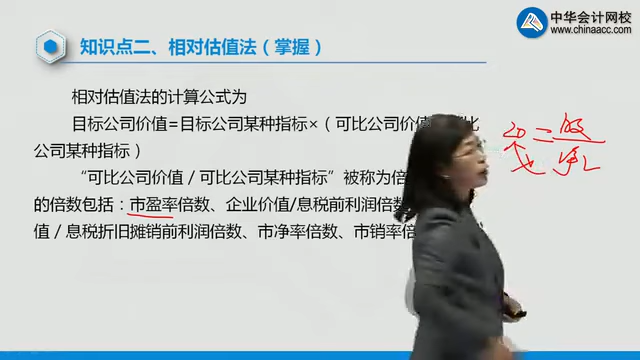 中华会计网校
www.chinaacc.com
知识点二、相对估值法（掌握）
相对估值法的计算公式为
目标公司价值=目标公司某种指标×（可比公司价值
比
公司某种指标）
“可比公司价值 / 可比公司某种指标”被称为倍
的倍数包括：市盈率倍数、企业价值/息税前利润倍数
值 / 息税折旧摊销前利润倍数、市净率倍数、市销率倍
20 =